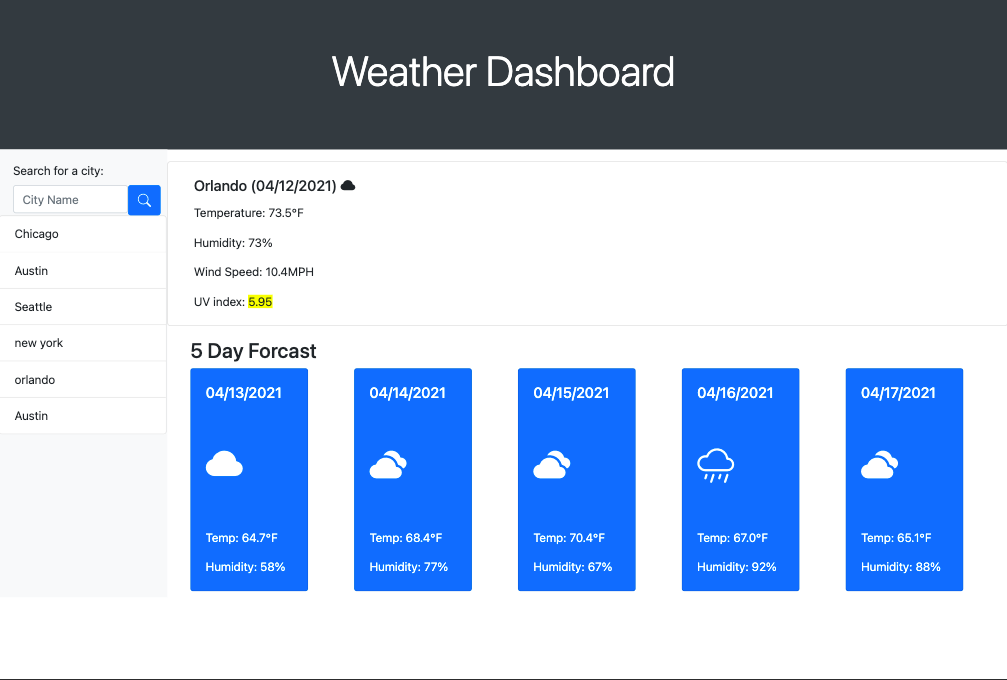 Weather Dashboard
Search for a city:
City Name
Chicago
Austin
Seattle
new york
orlando
Austin
Orlando (04/12/2021)
Temperature: 73.5°F
Humidity: 73%
Wind Speed: 10.4MPH
UV index: 5.95
5 Day Forcast
04/13/2021
Temp: 64.7°F
Humidity: 58%
04/14/2021
Temp: 68.4°F
Humidity: 77%
04/15/2021
Temp: 70.4°F
Humidity: 67%
04/16/2021
Temp: 67.0°F
Humidity: 92%
04/17/2021
Temp: 65.1°F
Humidity: 88%